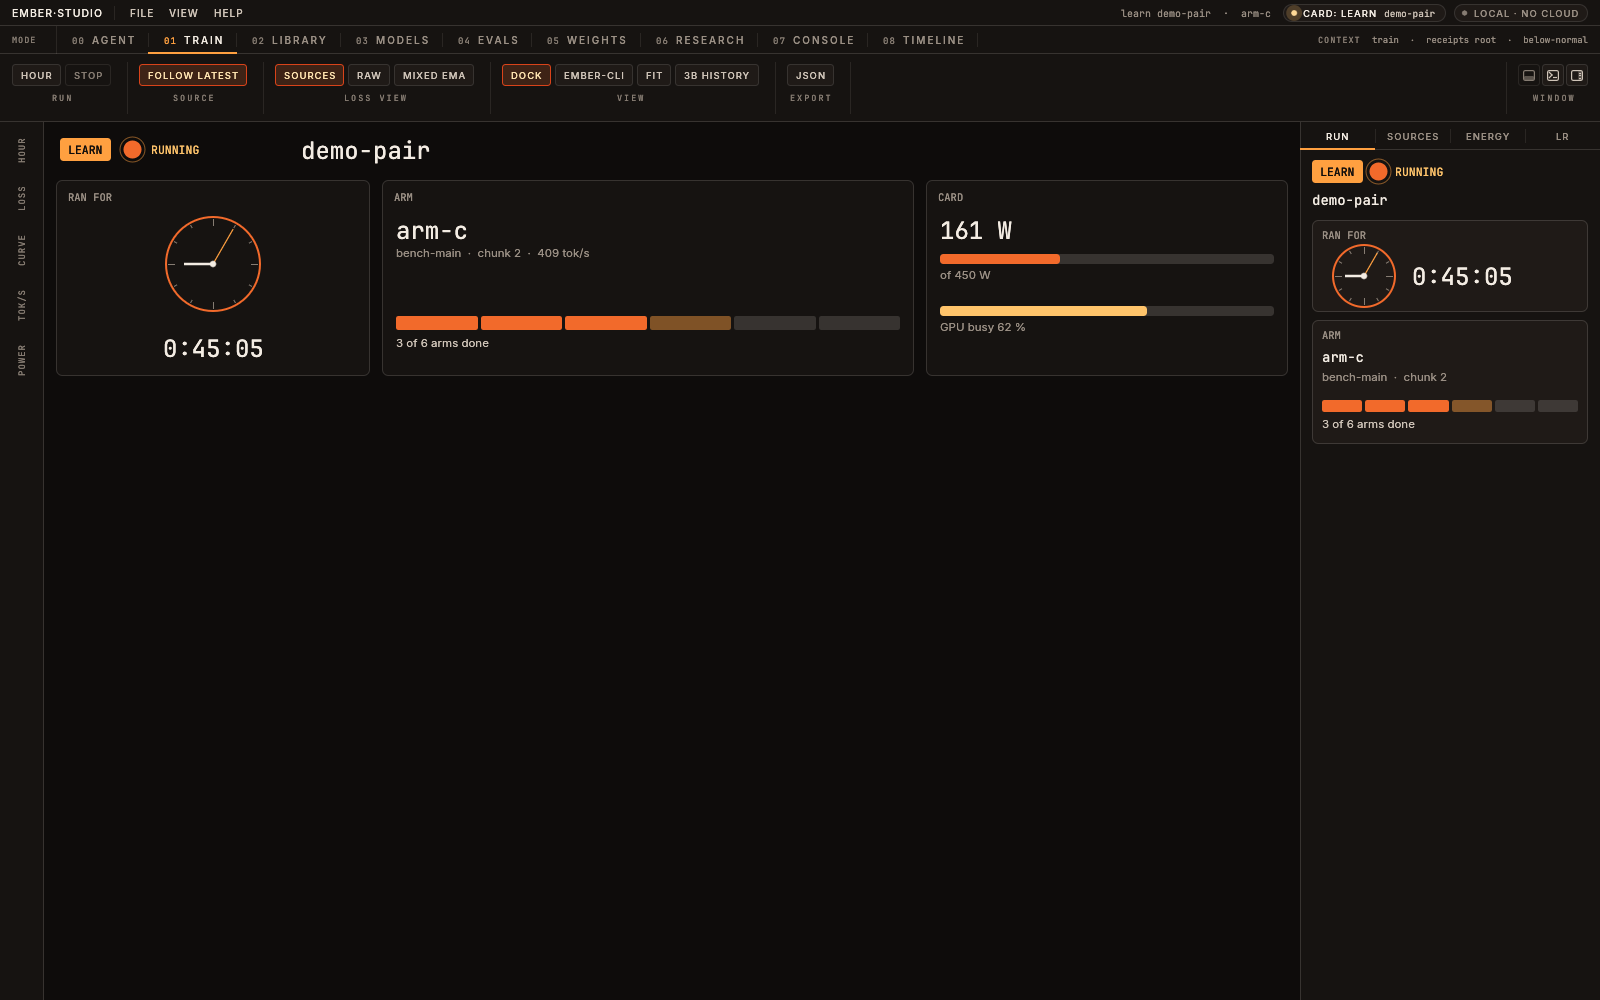 EMBER·STUDIO FILE VIEW HELP learn demo-pair · arm-c CARD: LEARN demo-pair LOCAL · NO CLOUD
MODE 00 AGENT 01 TRAIN 02 LIBRARY 03 MODELS 04 EVALS 05 WEIGHTS 06 RESEARCH 07 CONSOLE 08 TIMELINE CONTEXT train · receipts root · below-normal
HOUR STOP FOLLOW LATEST SOURCES RAW MIXED EMA DOCK EMBER-CLI FIT 3B HISTORY JSON
RUN SOURCE LOSS VIEW VIEW EXPORT WINDOW
HOUR
LOSS
CURVE
TOK/S
POWER
LEARN RUNNING demo-pair
RAN FOR
0:45:05
ARM
arm-c
bench-main · chunk 2 · 409 tok/s
3 of 6 arms done
CARD
161 W
of 450 W
GPU busy 62 %
RUN SOURCES ENERGY LR
LEARN RUNNING
demo-pair
RAN FOR
0:45:05
ARM
arm-c
bench-main · chunk 2
3 of 6 arms done